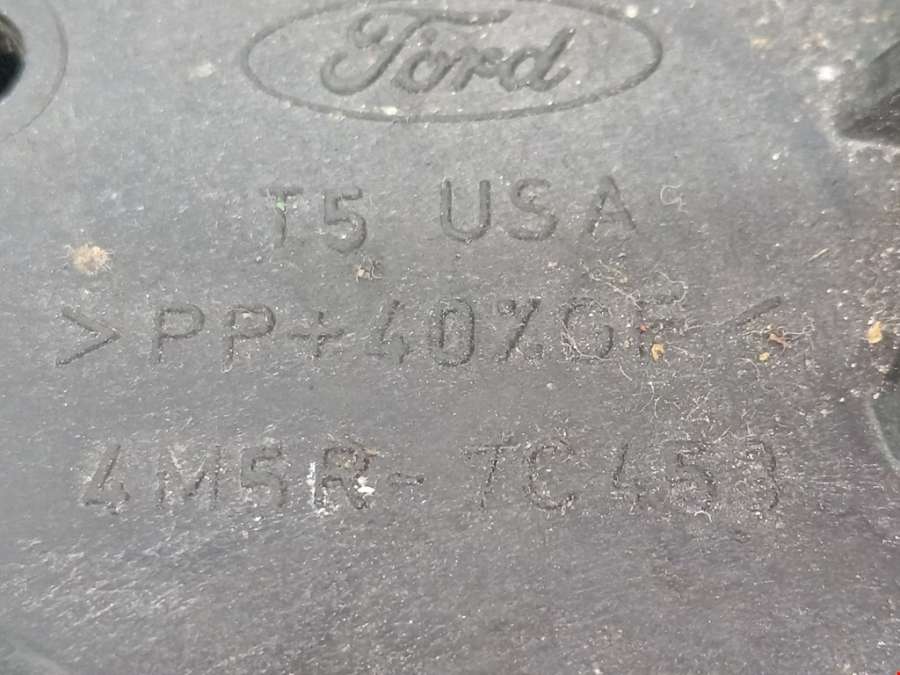 Ford
T5 USA
>PP+40%GF<
4M5R-7C453